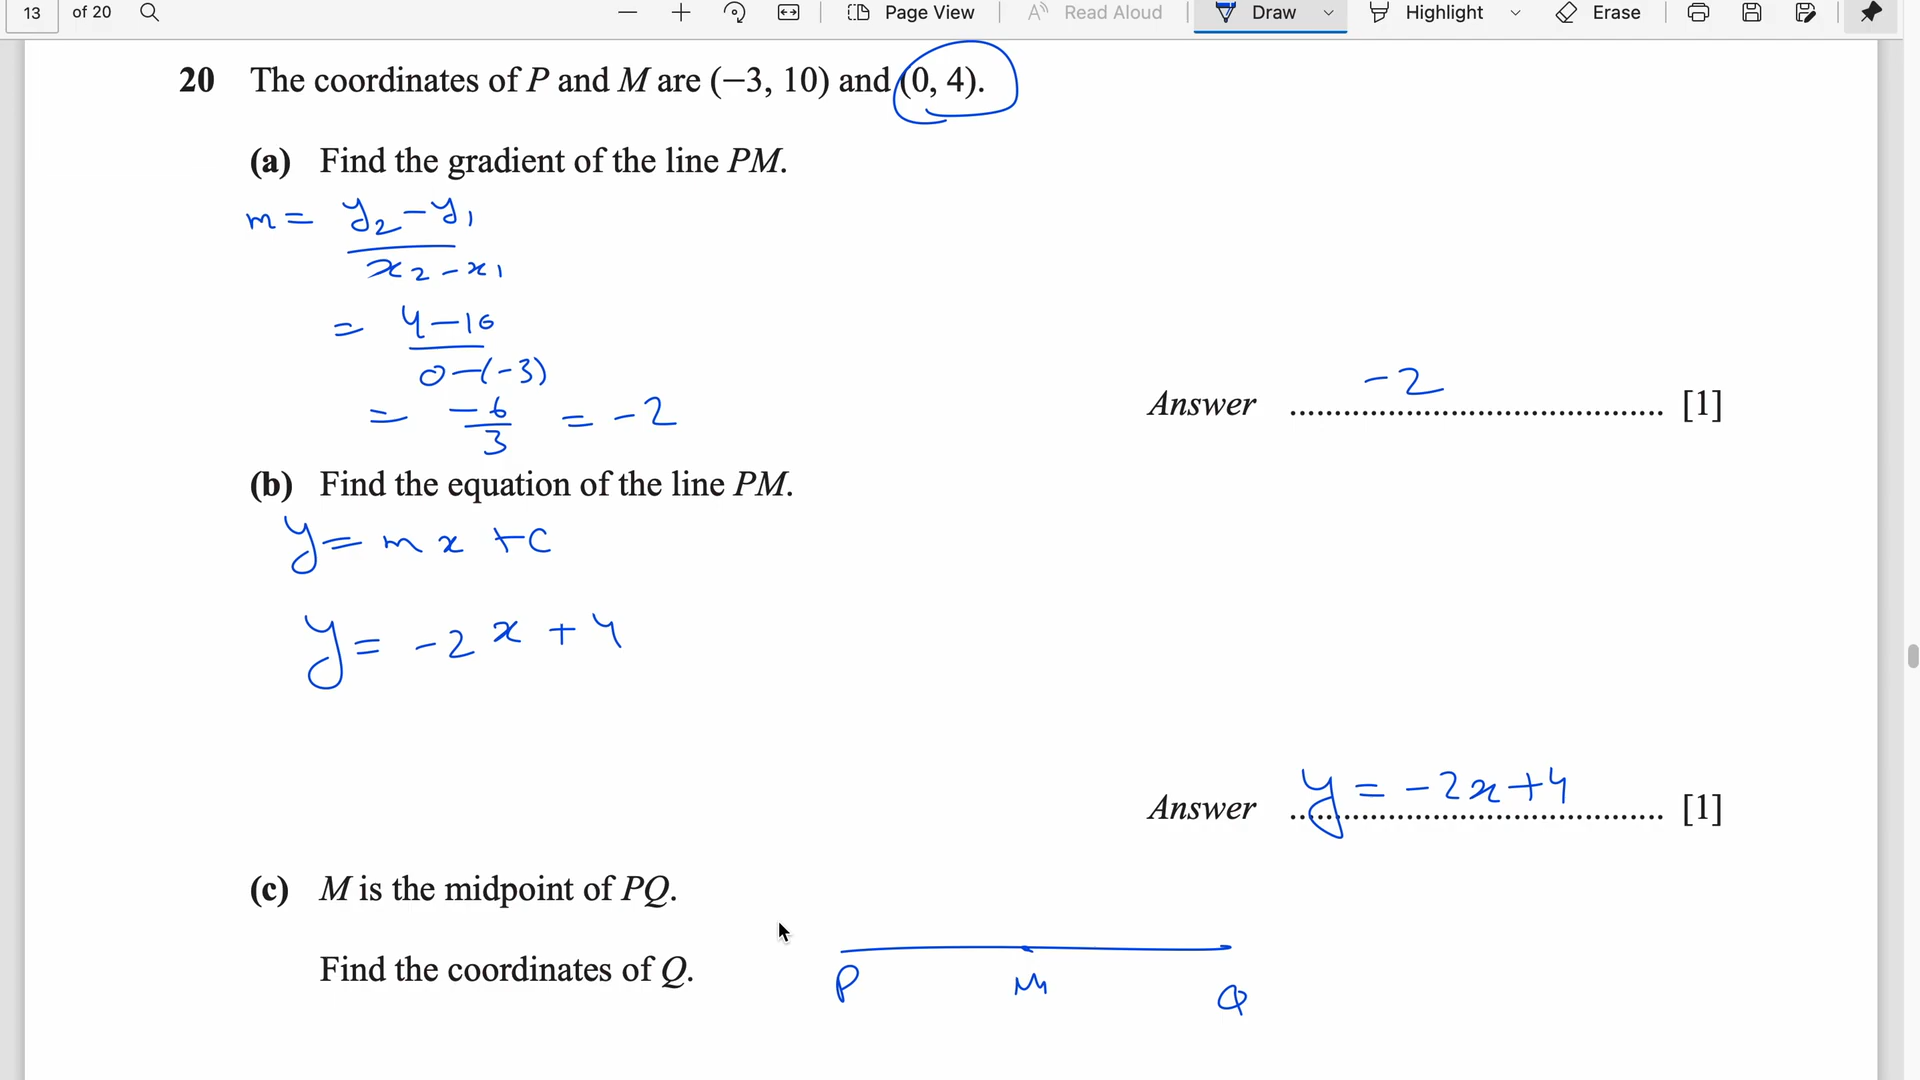 13 of 20 Page View Read Aloud Draw Highlight Erase
20 The coordinates of P and M are (−3, 10) and (0, 4).
(a) Find the gradient of the line PM.
m = y₂ − y₁
x₂ − x₁
= 4 − 10
0 − (−3)
= −6
3
= −2
−2
Answer ........................................ [1]
(b) Find the equation of the line PM.
y = mx + c
y = −2x + 4
y = −2x + 4
Answer ........................................ [1]
(c) M is the midpoint of PQ.
Find the coordinates of Q.
P M Q